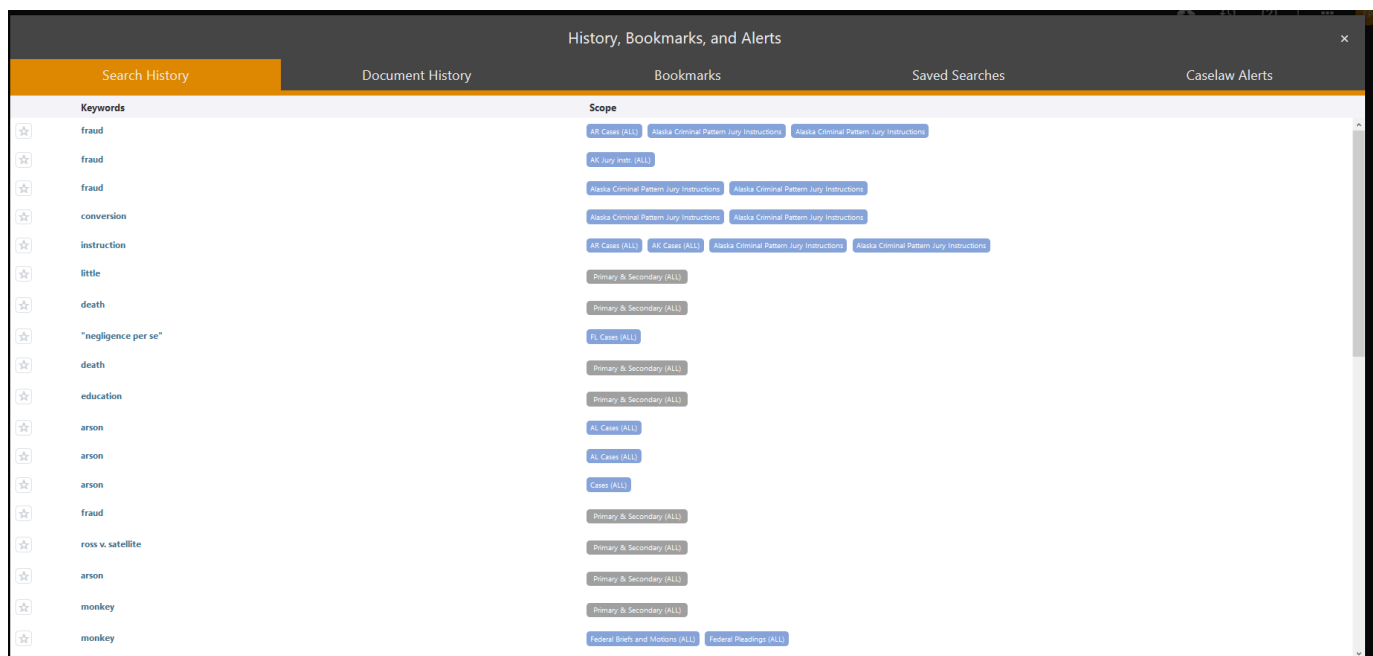 History, Bookmarks, and Alerts ×
Search History Document History Bookmarks Saved Searches Caselaw Alerts
Keywords Scope
fraud AR Cases (ALL) Alaska Criminal Pattern Jury Instructions Alaska Criminal Pattern Jury Instructions
fraud AK Jury instr. (ALL)
fraud Alaska Criminal Pattern Jury Instructions Alaska Criminal Pattern Jury Instructions
conversion Alaska Criminal Pattern Jury Instructions Alaska Criminal Pattern Jury Instructions
instruction AR Cases (ALL) AK Cases (ALL) Alaska Criminal Pattern Jury Instructions Alaska Criminal Pattern Jury Instructions
little Primary & Secondary (ALL)
death Primary & Secondary (ALL)
"negligence per se" FL Cases (ALL)
death Primary & Secondary (ALL)
education Primary & Secondary (ALL)
arson AL Cases (ALL)
arson AL Cases (ALL)
arson Cases (ALL)
fraud Primary & Secondary (ALL)
ross v. satellite Primary & Secondary (ALL)
arson Primary & Secondary (ALL)
monkey Primary & Secondary (ALL)
monkey Federal Briefs and Motions (ALL) Federal Pleadings (ALL)